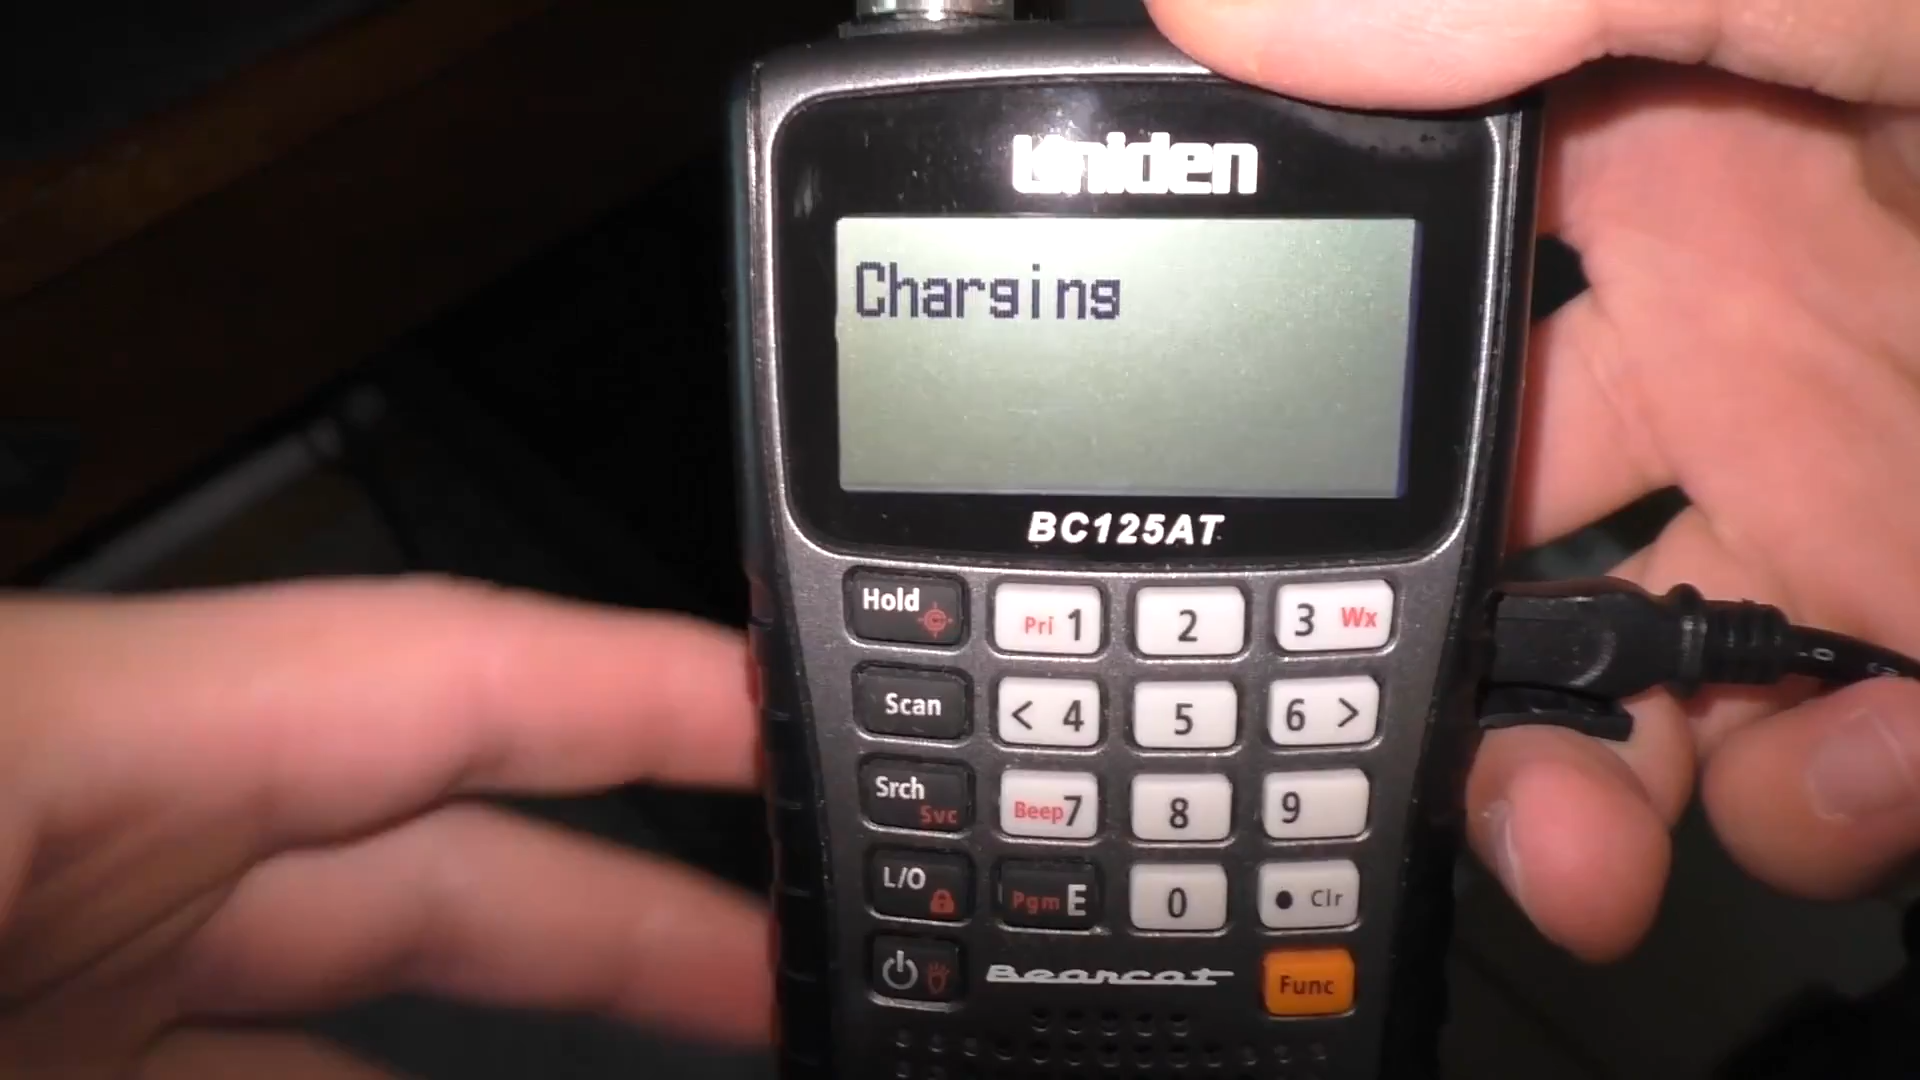 Uniden
Charging
BC125AT
Hold Pri 1 2 3 Wx
Scan < 4 5 6 >
Srch Svc Beep 7 8 9
L/O Pgm E 0 • Clr
Bearcat Func